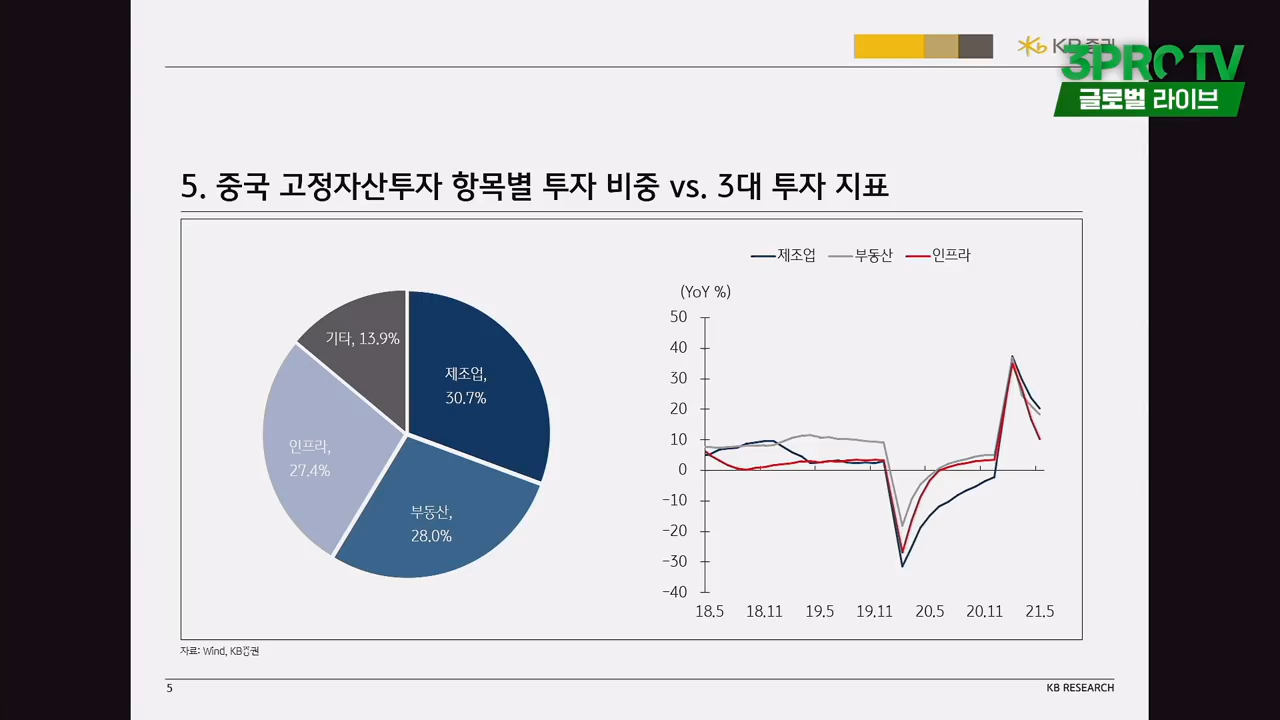 KB증권
3PRO TV
글로벌 라이브
5. 중국 고정자산투자 항목별 투자 비중 vs. 3대 투자 지표
기타, 13.9%
제조업,
30.7%
인프라,
27.4%
부동산,
28.0%
제조업 부동산 인프라
(YoY %)
50
40
30
20
10
0
-10
-20
-30
-40
18.5 18.11 19.5 19.11 20.5 20.11 21.5
자료: Wind, KB증권
5 KB RESEARCH